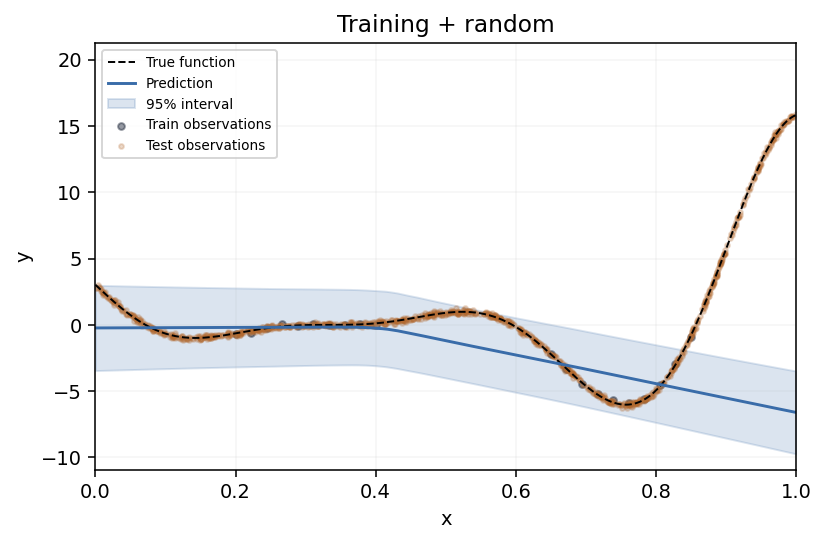 Training + random
True function
Prediction
95% interval
Train observations
Test observations
20
15
10
5
0
−5
−10
y
0.0 0.2 0.4 0.6 0.8 1.0
x